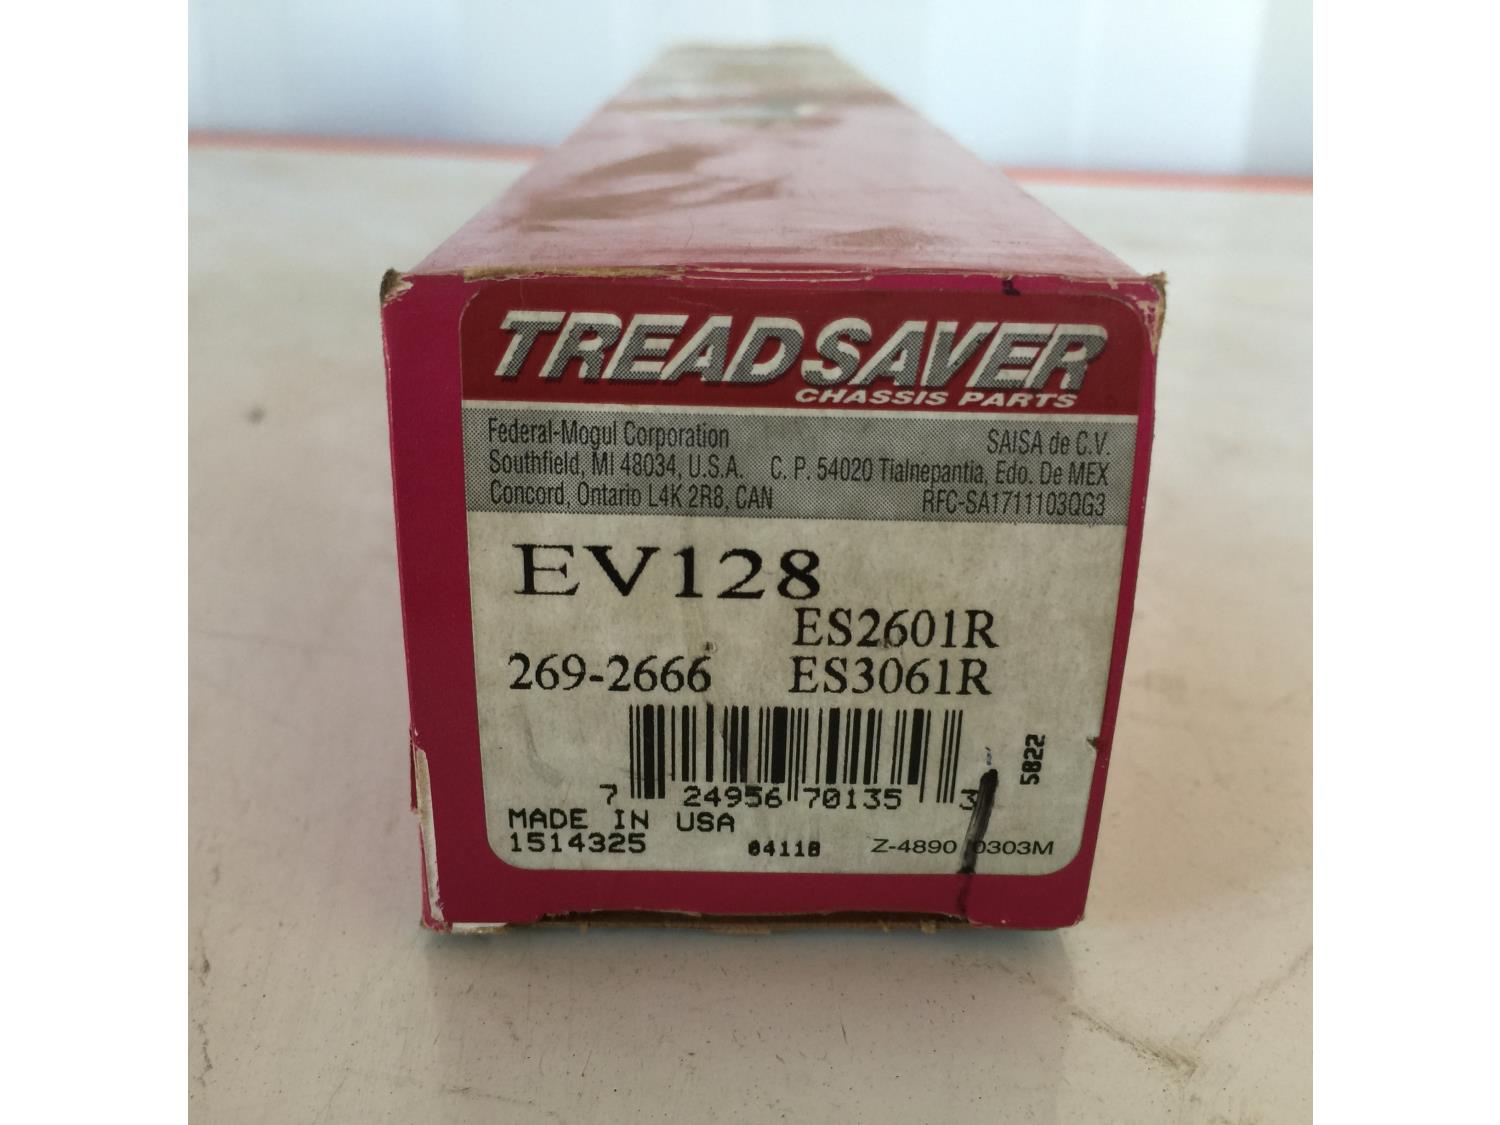 TREADSAVER
CHASSIS PARTS
Federal-Mogul Corporation SAISA de C.V.
Southfield, MI 48034, U.S.A. C. P. 54020 Tialnepantia, Edo. De MEX
Concord, Ontario L4K 2R8, CAN RFC-SA1711103QG3
EV128
ES2601R
269-2666 ES3061R
5822
7 24956 70135 3
MADE IN USA
1514325 04118 Z-4890 0303M